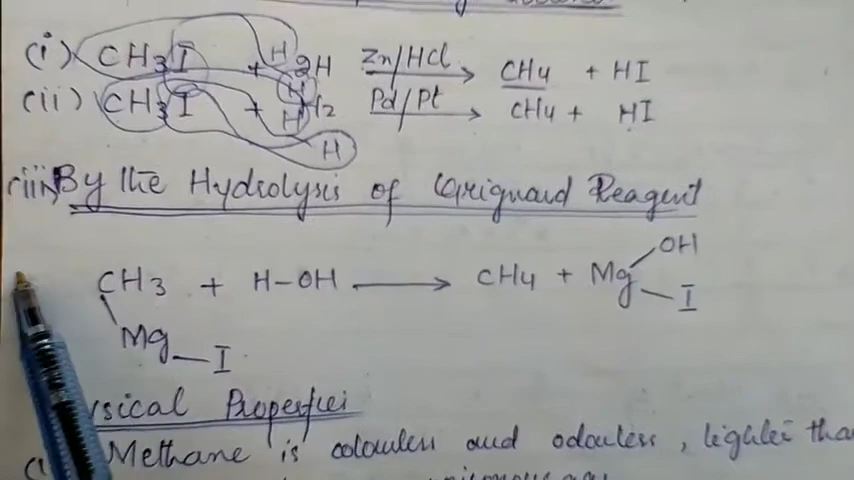 (i) CH3I + 2H Zn/HCl → CH4 + HI
(ii) CH3I + H2 Pd/Pt → CH4 + HI
H H H H
(iii) By the Hydrolysis of Grignard Reagent
CH3 + H-OH → CH4 + Mg OH
I
Mg — I
sical Properties
Methane is colourless and odourless, lighter than